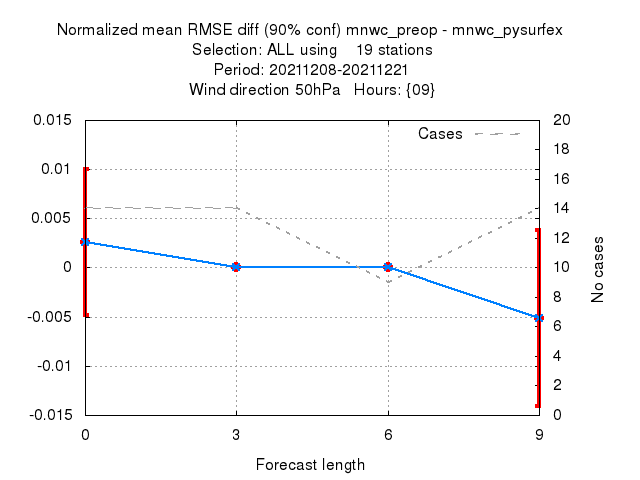 Normalized mean RMSE diff (90% conf) mnwc_preop - mnwc_pysurfex
Selection: ALL using    19 stations
Period: 20211208-20211221
Wind direction 50hPa   Hours: {09}
0.015
0.01
0.005
0
-0.005
-0.01
-0.015
Cases
20
18
16
14
12
10
8
6
4
2
0
No cases
0 3 6 9
Forecast length